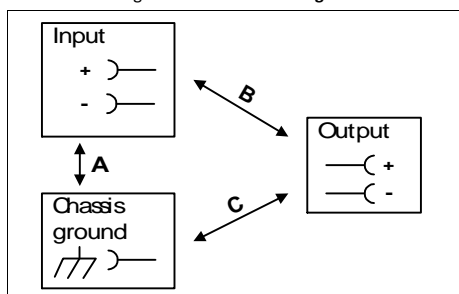 Input
+
-
B
Output
+
-
A
Chassis
ground
C